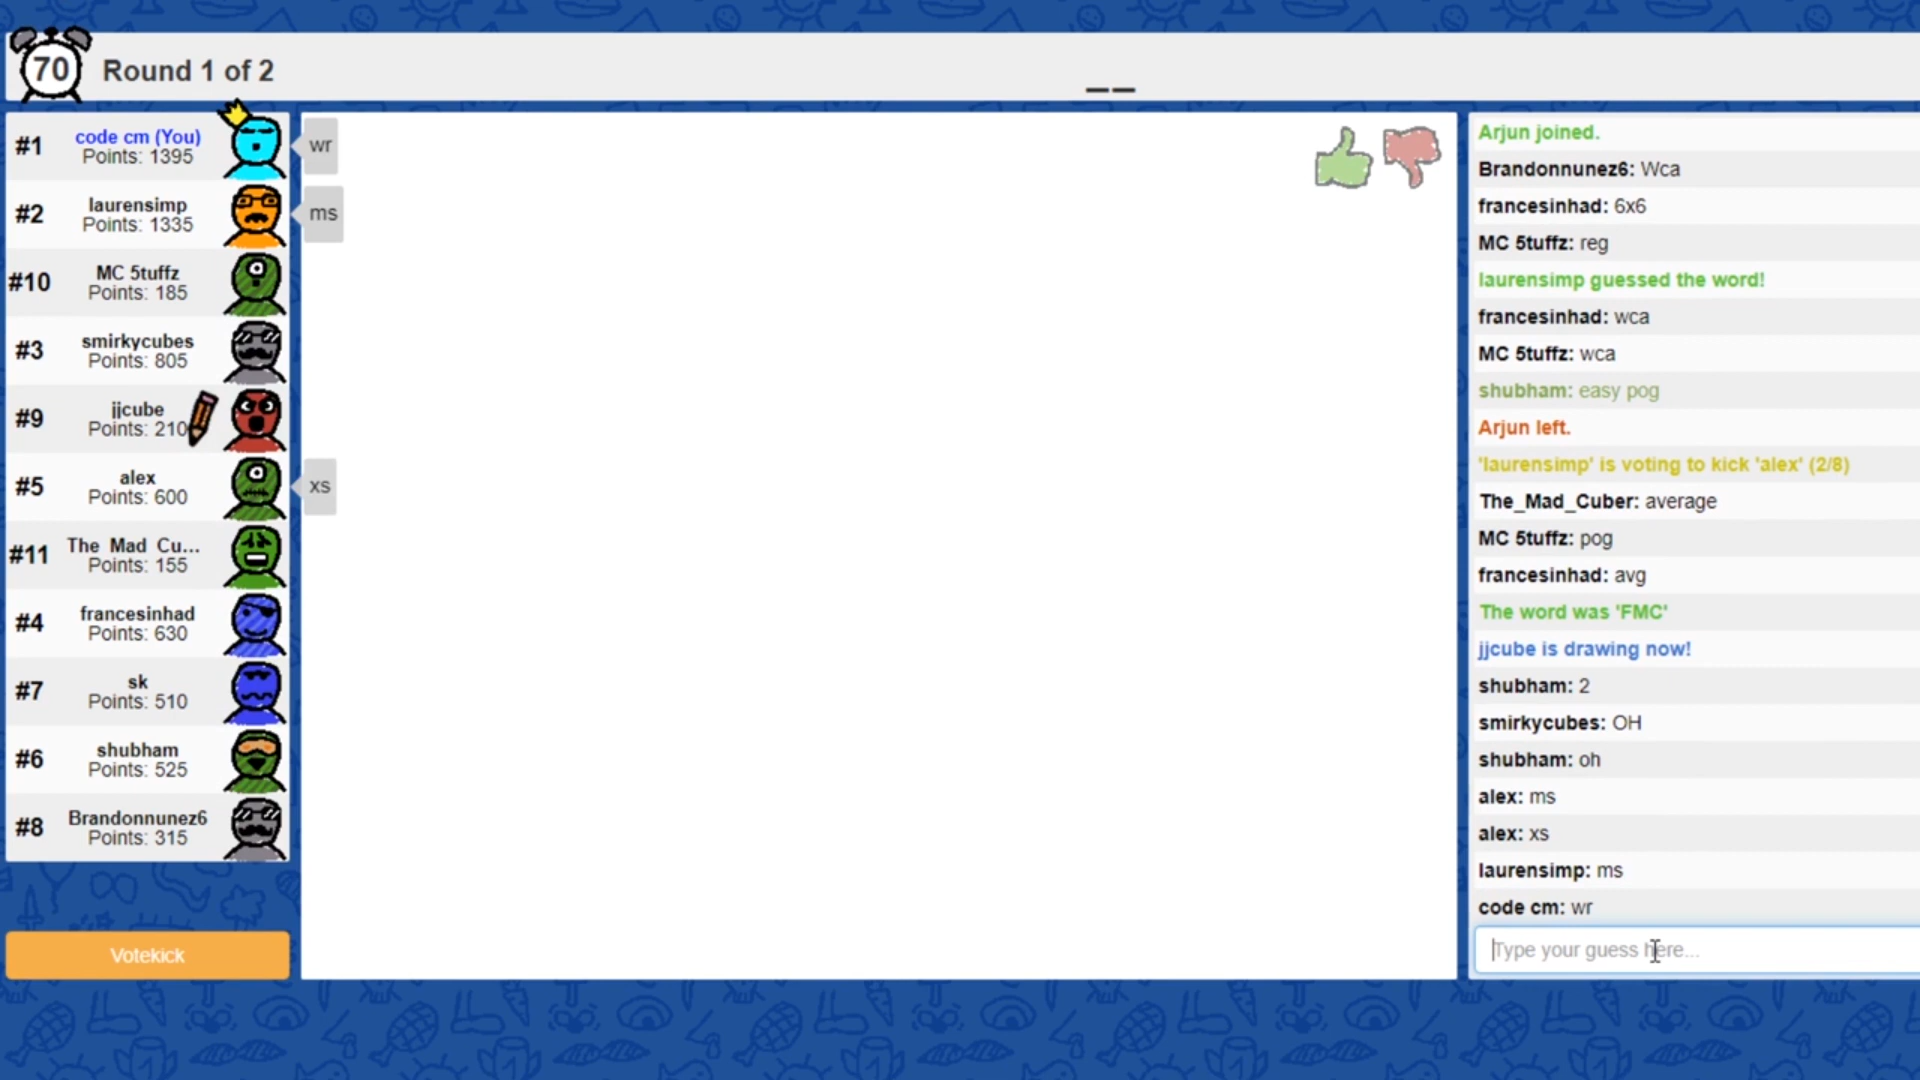 70
Round 1 of 2
__
#1
code cm (You)
Points: 1395
wr
#2
laurensimp
Points: 1335
ms
#10
MC 5tuffz
Points: 185
#3
smirkycubes
Points: 805
#9
jjcube
Points: 210
#5
alex
Points: 600
xs
#11
The_Mad_Cu...
Points: 155
#4
francesinhad
Points: 630
#7
sk
Points: 510
#6
shubham
Points: 525
#8
Brandonnunez6
Points: 315
Votekick
Arjun joined.
Brandonnunez6: Wca
francesinhad: 6x6
MC 5tuffz: reg
laurensimp guessed the word!
francesinhad: wca
MC 5tuffz: wca
shubham: easy pog
Arjun left.
'laurensimp' is voting to kick 'alex' (2/8)
The_Mad_Cuber: average
MC 5tuffz: pog
francesinhad: avg
The word was 'FMC'
jjcube is drawing now!
shubham: 2
smirkycubes: OH
shubham: oh
alex: ms
alex: xs
laurensimp: ms
code cm: wr
Type your guess here...